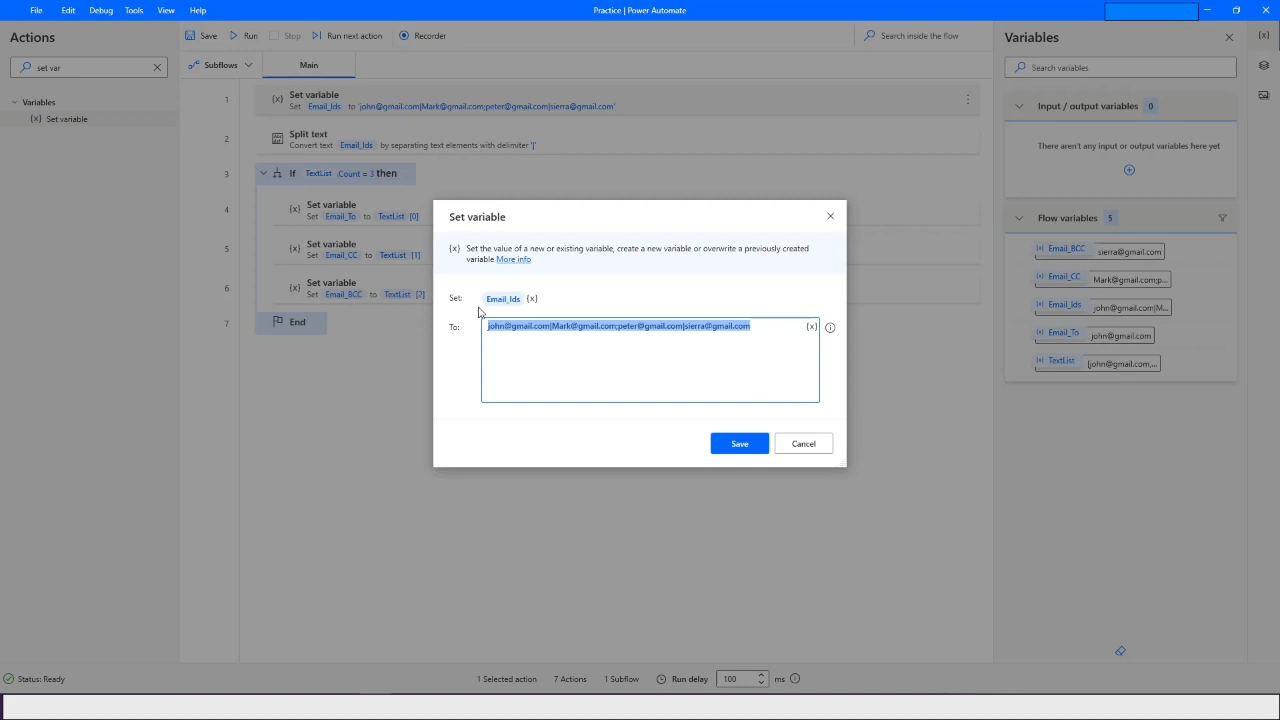 File Edit Debug Tools View Help Practice | Power Automate
Actions
set var
Variables
{x} Set variable
Save Run Stop Run next action Recorder Search inside the flow
Subflows Main
1 {x} Set variable
Set Email_Ids to 'john@gmail.com|Mark@gmail.com;peter@gmail.com|sierra@gmail.com'
2 Split text
Convert text Email_Ids by separating text elements with delimiter '|'
3 If TextList .Count = 3 then
4 {x} Set variable
Set Email_To to TextList [0]
5 {x} Set variable
Set Email_CC to TextList [1]
6 {x} Set variable
Set Email_BCC to TextList [2]
7 End
Set variable
{x} Set the value of a new or existing variable, create a new variable or overwrite a previously created
variable More info
Set: Email_Ids {x}
To: john@gmail.com|Mark@gmail.com;peter@gmail.com|sierra@gmail.com {x}
Save Cancel
Variables {x}
Search variables
Input / output variables 0
There aren't any input or output variables here yet
Flow variables 5
(x) Email_BCC sierra@gmail.com
(x) Email_CC Mark@gmail.com;p...
(x) Email_Ids john@gmail.com|M...
(x) Email_To john@gmail.com
(x) TextList [john@gmail.com,...
Status: Ready 1 Selected action 7 Actions 1 Subflow Run delay 100 ms